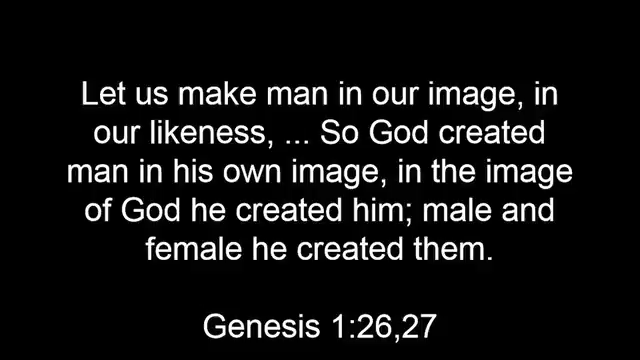 Let us make man in our image, in
our likeness, ... So God created
man in his own image, in the image
of God he created him; male and
female he created them.
Genesis 1:26,27